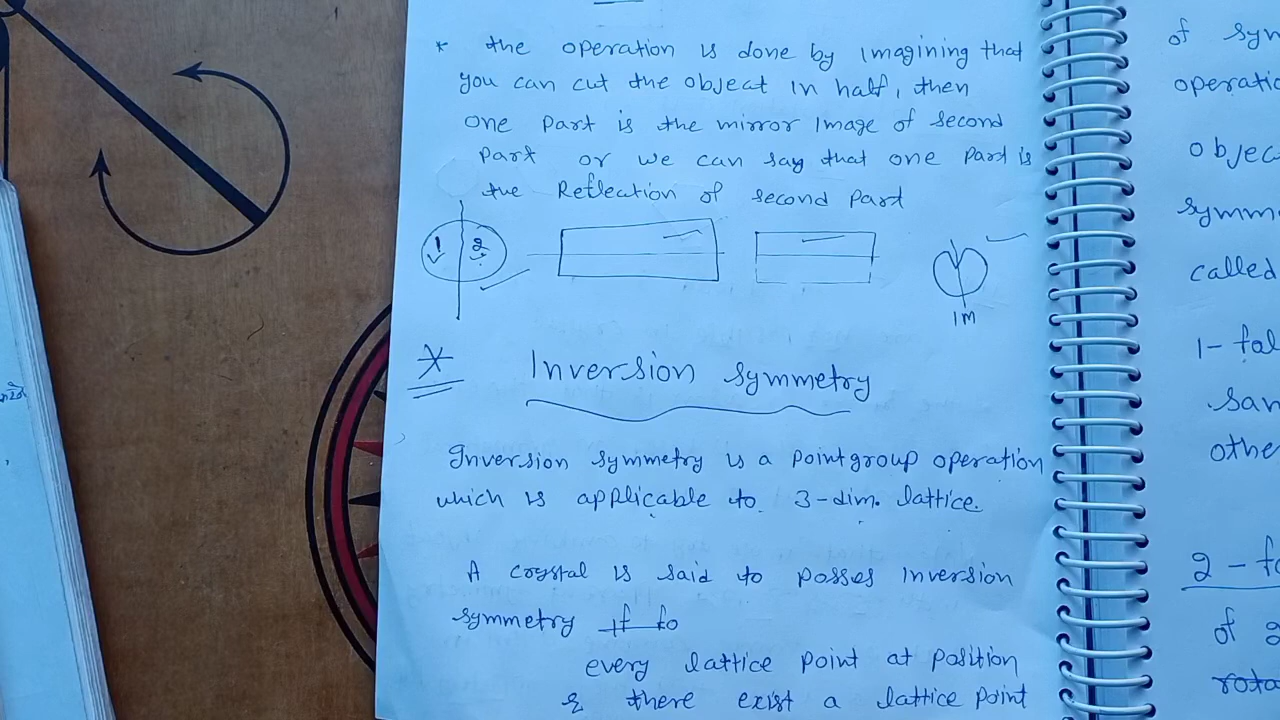 * the operation is done by imagining that
you can cut the object in half, then
one part is the mirror image of second
part or we can say that one part is
the Reflection of second part
1 2
1M
* Inversion symmetry
Inversion symmetry is a pointgroup operation
which is applicable to 3-dim. lattice.
A crystal is said to posses inversion
symmetry if fo
every lattice point at position
there exist a lattice point
of sym
operatio
objec
symm
called
1-fol
san
othe
2-fo
of 2
rota